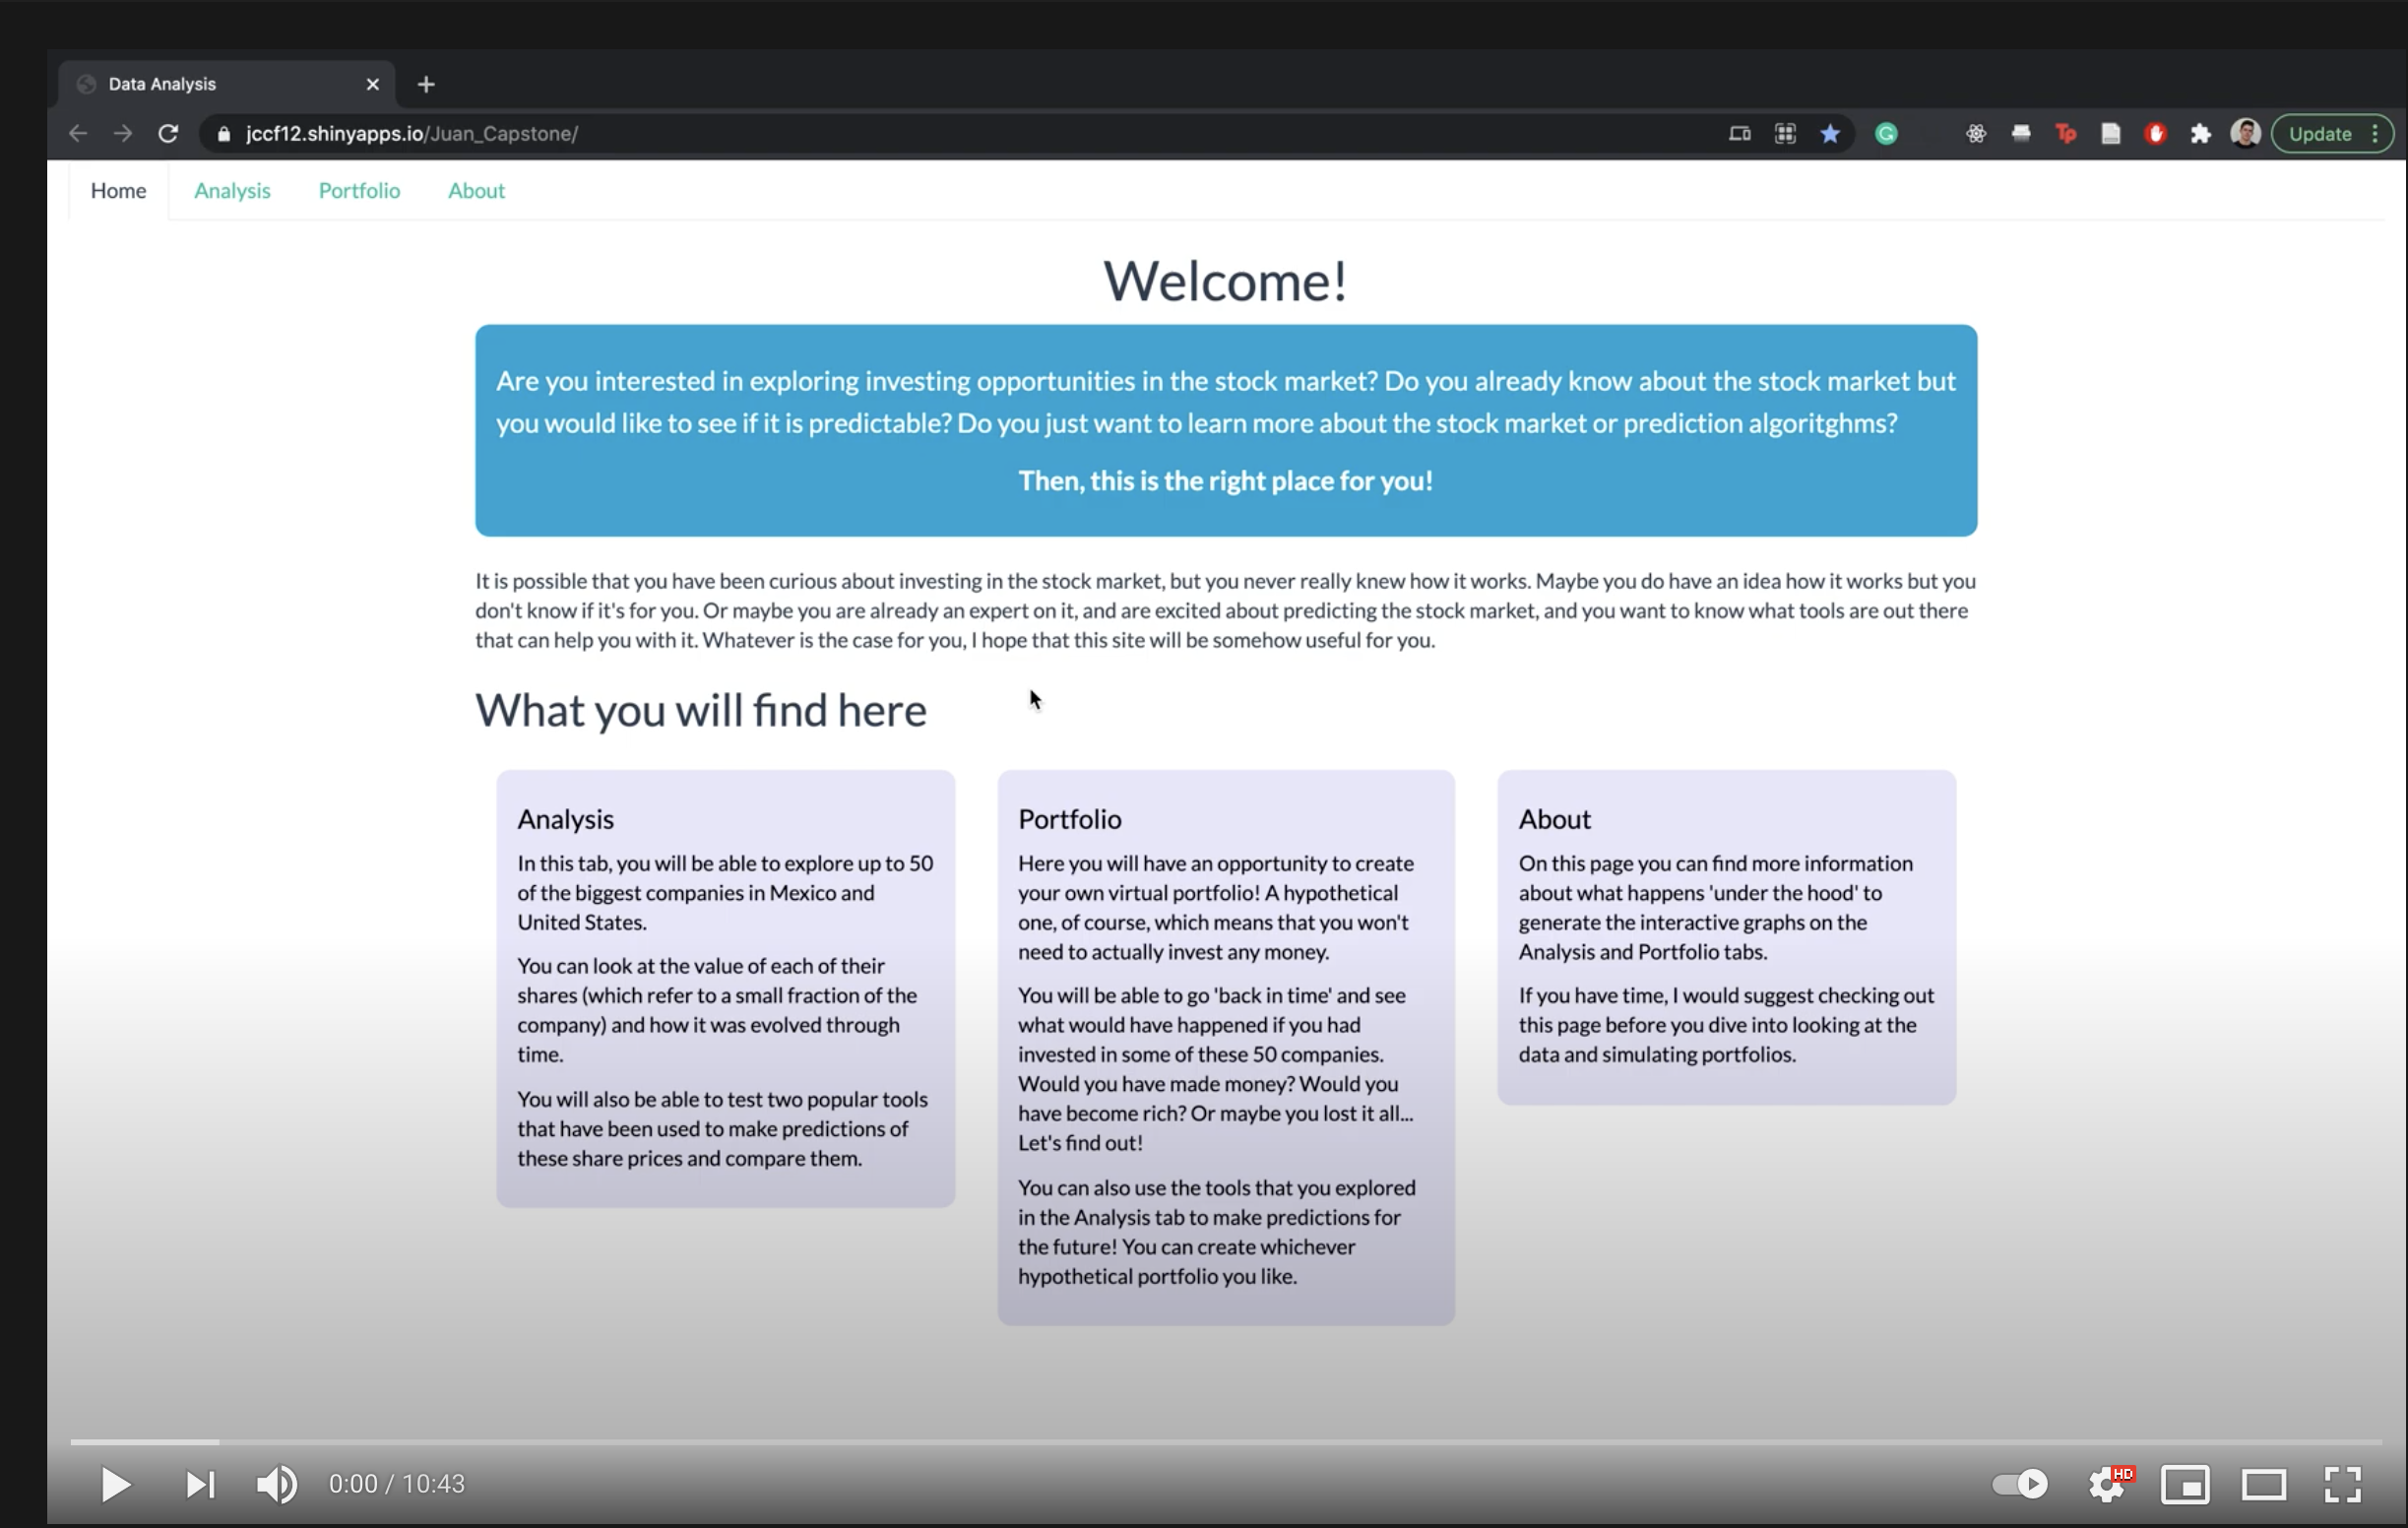 Data Analysis
jccf12.shinyapps.io/Juan_Capstone/
Update
Home Analysis Portfolio About
Welcome!
Are you interested in exploring investing opportunities in the stock market? Do you already know about the stock market but
you would like to see if it is predictable? Do you just want to learn more about the stock market or prediction algoritghms?
Then, this is the right place for you!
It is possible that you have been curious about investing in the stock market, but you never really knew how it works. Maybe you do have an idea how it works but you
don't know if it's for you. Or maybe you are already an expert on it, and are excited about predicting the stock market, and you want to know what tools are out there
that can help you with it. Whatever is the case for you, I hope that this site will be somehow useful for you.
What you will find here
Analysis
In this tab, you will be able to explore up to 50
of the biggest companies in Mexico and
United States.
You can look at the value of each of their
shares (which refer to a small fraction of the
company) and how it was evolved through
time.
You will also be able to test two popular tools
that have been used to make predictions of
these share prices and compare them.
Portfolio
Here you will have an opportunity to create
your own virtual portfolio! A hypothetical
one, of course, which means that you won't
need to actually invest any money.
You will be able to go 'back in time' and see
what would have happened if you had
invested in some of these 50 companies.
Would you have made money? Would you
have become rich? Or maybe you lost it all...
Let's find out!
You can also use the tools that you explored
in the Analysis tab to make predictions for
the future! You can create whichever
hypothetical portfolio you like.
About
On this page you can find more information
about what happens 'under the hood' to
generate the interactive graphs on the
Analysis and Portfolio tabs.
If you have time, I would suggest checking out
this page before you dive into looking at the
data and simulating portfolios.
0:00 / 10:43
HD